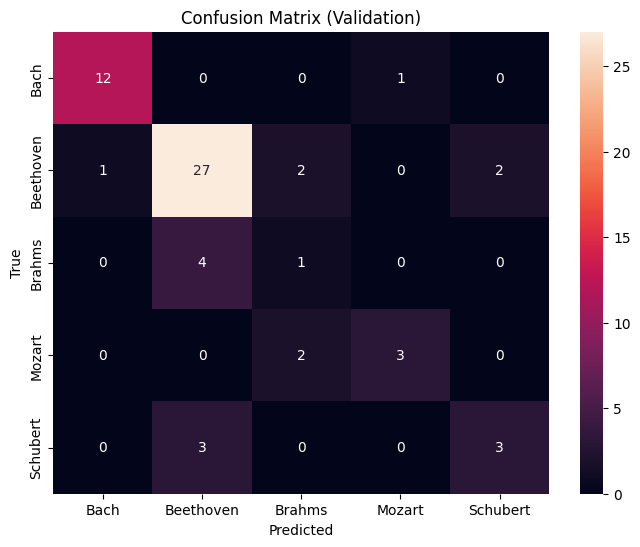 Confusion Matrix (Validation)
Bach 12 0 0 1 0
Beethoven 1 27 2 0 2
Brahms 0 4 1 0 0
Mozart 0 0 2 3 0
Schubert 0 3 0 0 3
True
Bach Beethoven Brahms Mozart Schubert
Predicted
25
20
15
10
5
0